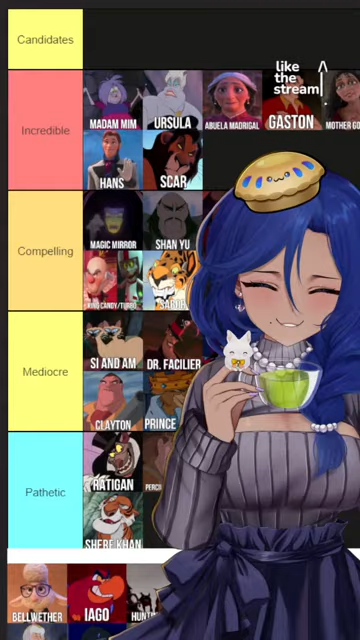 Candidates
like
the
stream!
Incredible
MADAM MIM
URSULA
ABUELA MADRIGAL
GASTON
MOTHER GO
HANS
SCAR
Compelling
MAGIC MIRROR
SHAN YU
KING CANDY/TURBO
Mediocre
SI AND AM
DR. FACILIER
CLAYTON
PRINCE
Pathetic
RATIGAN
PERCI
SHERE KHAN
BELLWETHER
IAGO
HUNT